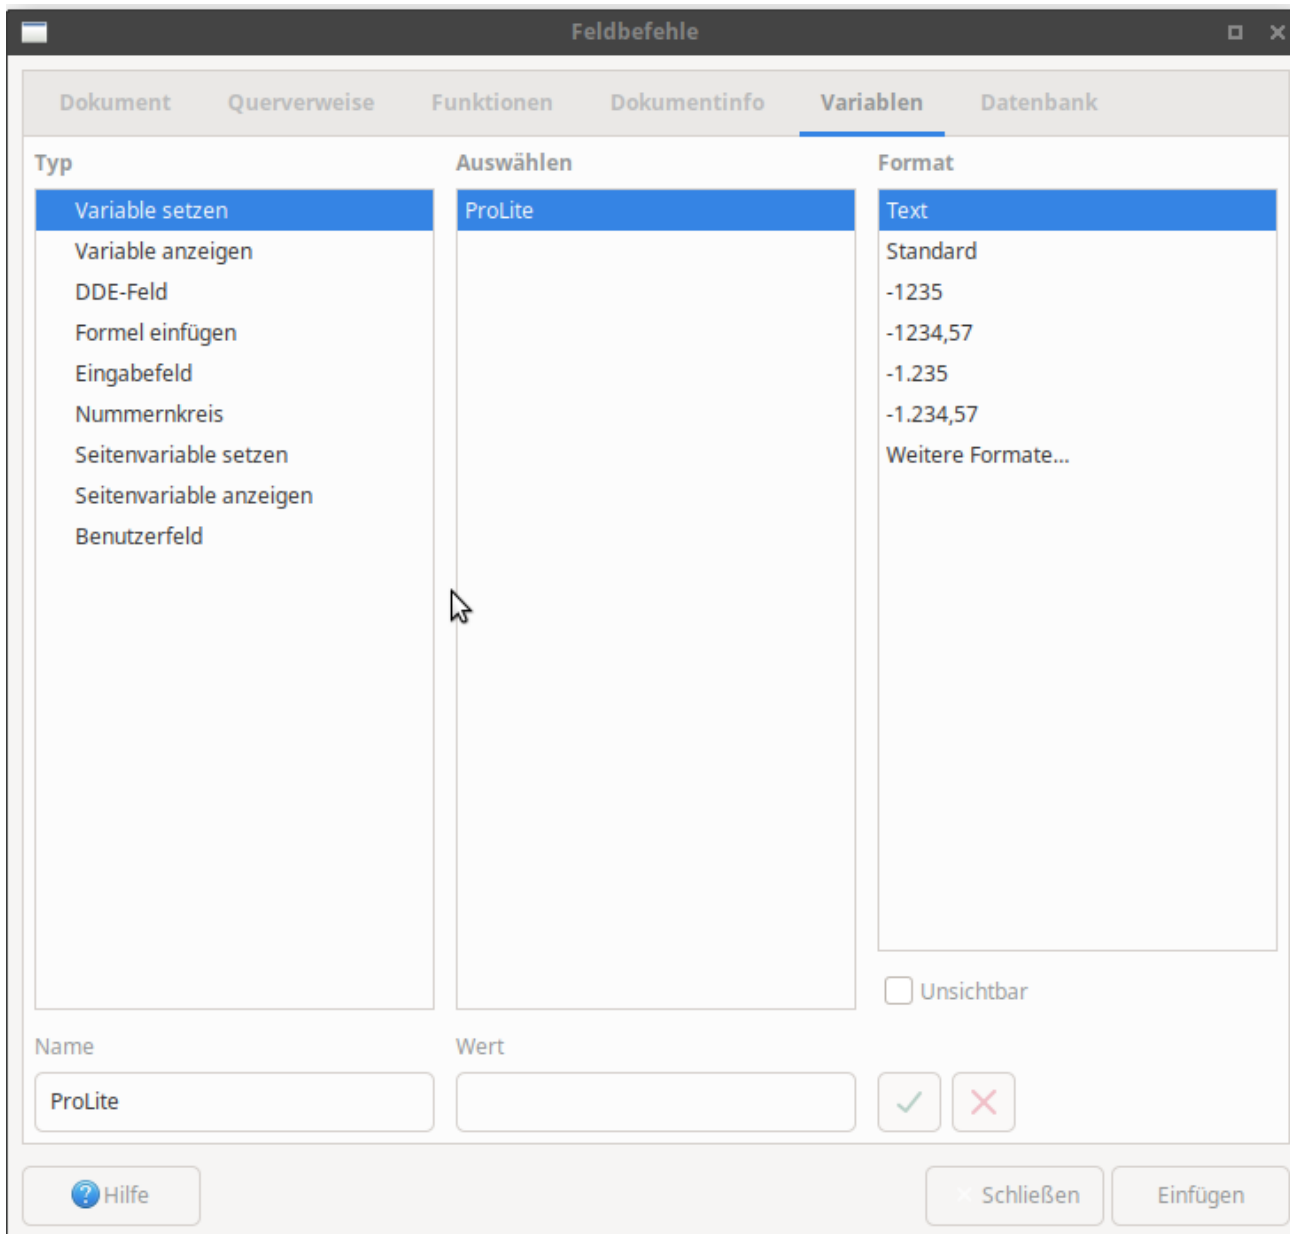 Feldbefehle
Dokument Querverweise Funktionen Dokumentinfo Variablen Datenbank
Typ Auswählen Format
Variable setzen ProLite Text
Variable anzeigen Standard
DDE-Feld -1235
Formel einfügen -1234,57
Eingabefeld -1.235
Nummernkreis -1.234,57
Seitenvariable setzen Weitere Formate...
Seitenvariable anzeigen
Benutzerfeld
Unsichtbar
Name Wert
ProLite
Hilfe Schließen Einfügen